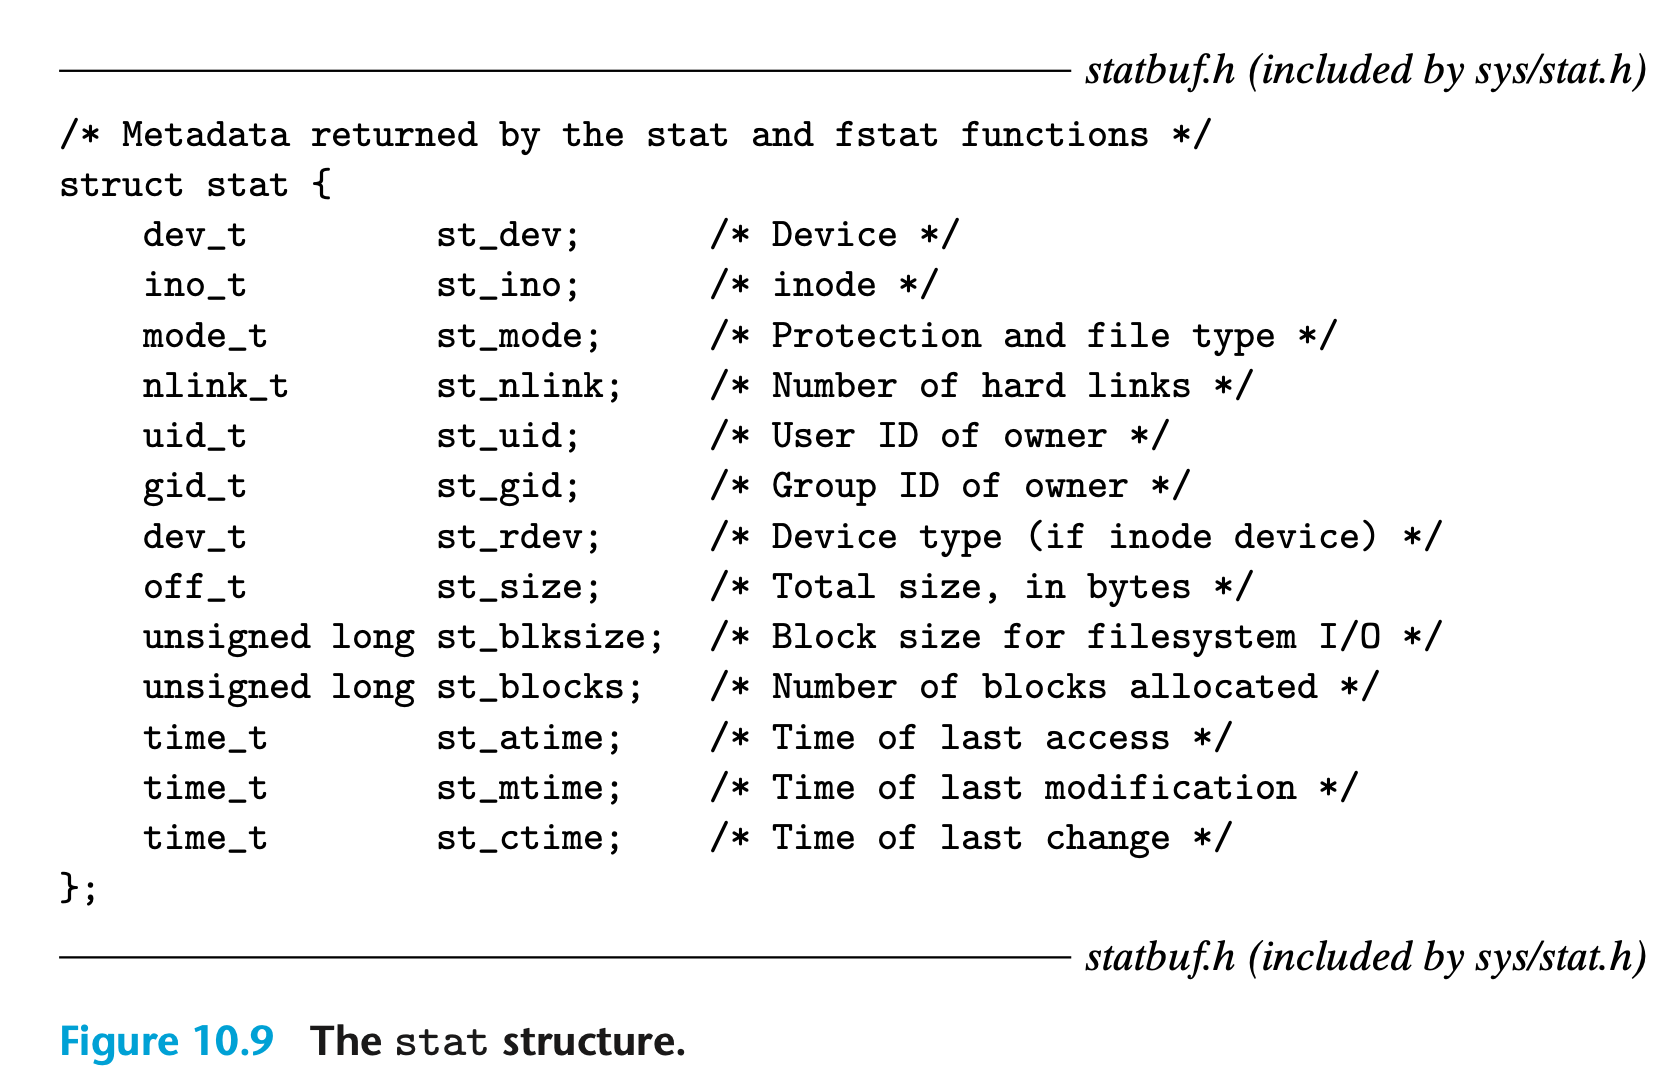 statbuf.h (included by sys/stat.h)
/* Metadata returned by the stat and fstat functions */
struct stat {
    dev_t         st_dev;      /* Device */
    ino_t         st_ino;      /* inode */
    mode_t        st_mode;     /* Protection and file type */
    nlink_t       st_nlink;    /* Number of hard links */
    uid_t         st_uid;      /* User ID of owner */
    gid_t         st_gid;      /* Group ID of owner */
    dev_t         st_rdev;     /* Device type (if inode device) */
    off_t         st_size;     /* Total size, in bytes */
    unsigned long st_blksize;  /* Block size for filesystem I/O */
    unsigned long st_blocks;   /* Number of blocks allocated */
    time_t        st_atime;    /* Time of last access */
    time_t        st_mtime;    /* Time of last modification */
    time_t        st_ctime;    /* Time of last change */
};
statbuf.h (included by sys/stat.h)
Figure 10.9 The stat structure.